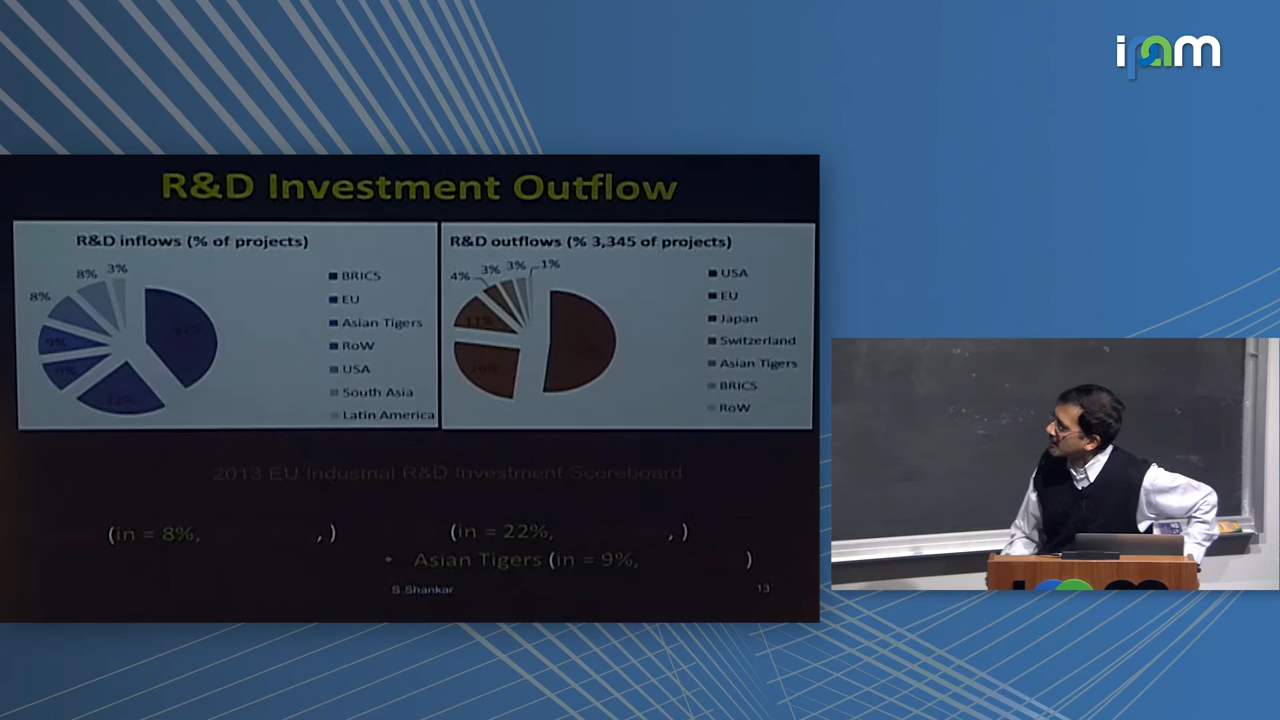 ipam
R&D Investment Outflow
R&D inflows (% of projects)
8%
3%
8%
9%
22%
BRICS
EU
Asian Tigers
RoW
USA
South Asia
Latin America
R&D outflows (% 3,345 of projects)
4%
3%
3%
1%
11%
USA
EU
Japan
Switzerland
Asian Tigers
BRICS
RoW
2013 EU Industrial R&D Investment Scoreboard
(in = 8%, , )
(in = 22%, , )
• Asian Tigers (in = 9%, )
S.Shankar
13